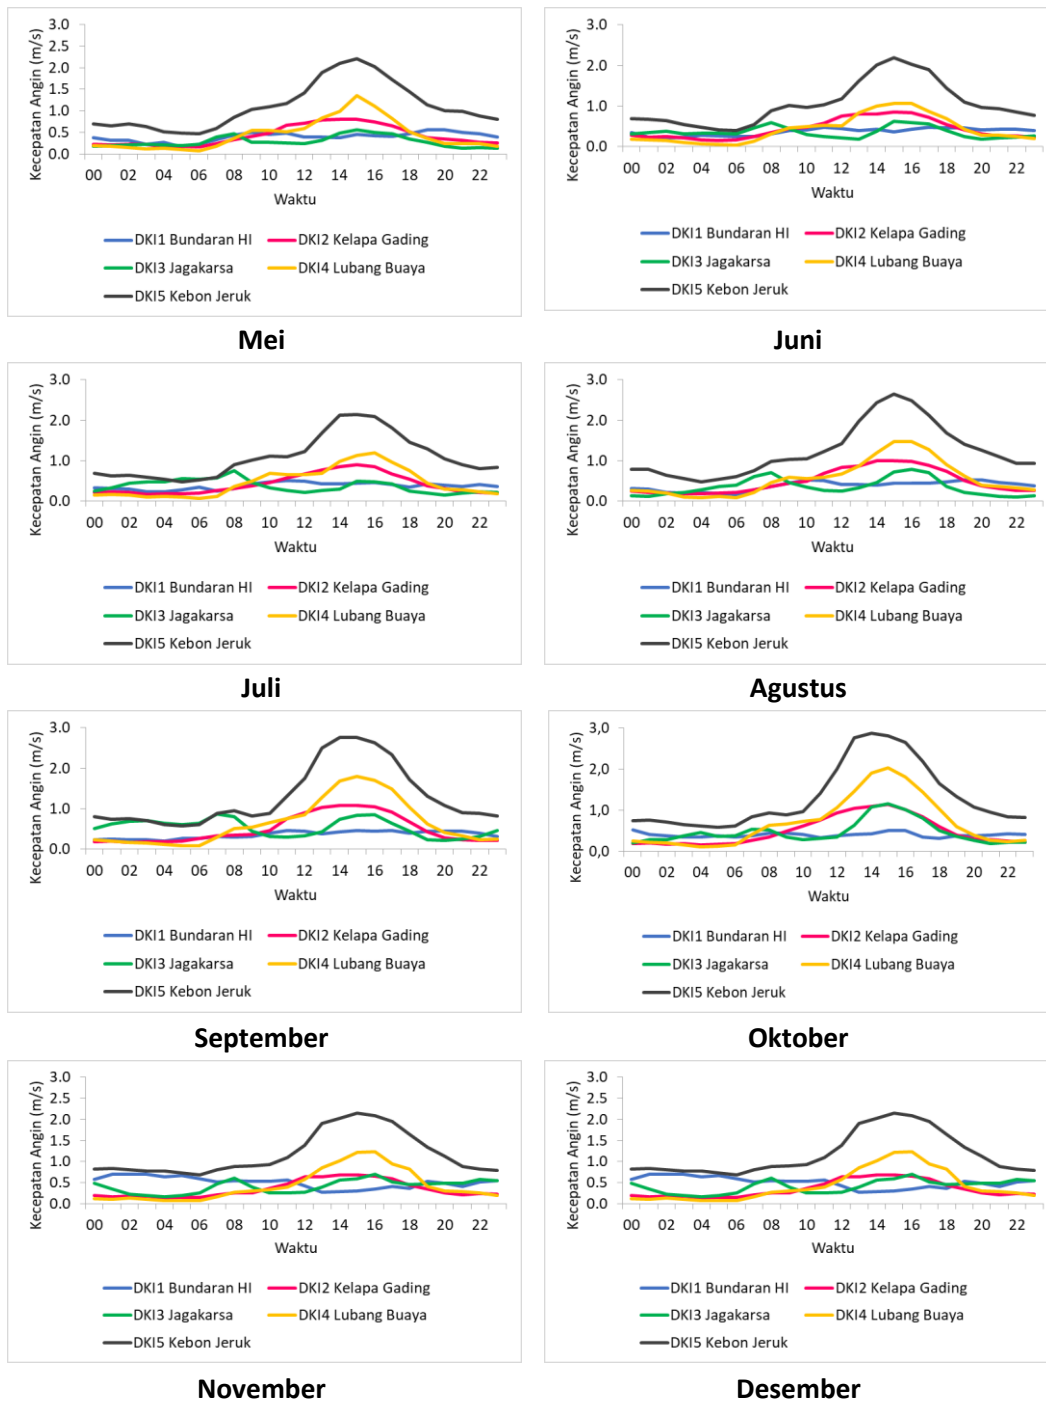 Kecepatan Angin (m/s)
3.0
2.5
2.0
1.5
1.0
0.5
0.0
00 02 04 06 08 10 12 14 16 18 20 22
Waktu
DKI1 Bundaran HI DKI2 Kelapa Gading
DKI3 Jagakarsa DKI4 Lubang Buaya
DKI5 Kebon Jeruk
Mei
Kecepatan Angin (m/s)
3.0
2.0
1.0
0.0
00 02 04 06 08 10 12 14 16 18 20 22
Waktu
DKI1 Bundaran HI DKI2 Kelapa Gading
DKI3 Jagakarsa DKI4 Lubang Buaya
DKI5 Kebon Jeruk
Juni
Kecepatan Angin (m/s)
3.0
2.0
1.0
0.0
00 02 04 06 08 10 12 14 16 18 20 22
Waktu
DKI1 Bundaran HI DKI2 Kelapa Gading
DKI3 Jagakarsa DKI4 Lubang Buaya
DKI5 Kebon Jeruk
Juli
Kecepatan Angin (m/s)
3.0
2.0
1.0
0.0
00 02 04 06 08 10 12 14 16 18 20 22
Waktu
DKI1 Bundaran HI DKI2 Kelapa Gading
DKI3 Jagakarsa DKI4 Lubang Buaya
DKI5 Kebon Jeruk
Agustus
Kecepatan Angin (m/s)
3.0
2.0
1.0
0.0
00 02 04 06 08 10 12 14 16 18 20 22
Waktu
DKI1 Bundaran HI DKI2 Kelapa Gading
DKI3 Jagakarsa DKI4 Lubang Buaya
DKI5 Kebon Jeruk
September
Kecepatan Angin (m/s)
3,0
2,0
1,0
0,0
00 02 04 06 08 10 12 14 16 18 20 22
Waktu
DKI1 Bundaran HI DKI2 Kelapa Gading
DKI3 Jagakarsa DKI4 Lubang Buaya
DKI5 Kebon Jeruk
Oktober
Kecepatan Angin (m/s)
3.0
2.5
2.0
1.5
1.0
0.5
0.0
00 02 04 06 08 10 12 14 16 18 20 22
Waktu
DKI1 Bundaran HI DKI2 Kelapa Gading
DKI3 Jagakarsa DKI4 Lubang Buaya
DKI5 Kebon Jeruk
November
Kecepatan Angin (m/s)
3.0
2.5
2.0
1.5
1.0
0.5
0.0
00 02 04 06 08 10 12 14 16 18 20 22
Waktu
DKI1 Bundaran HI DKI2 Kelapa Gading
DKI3 Jagakarsa DKI4 Lubang Buaya
DKI5 Kebon Jeruk
Desember